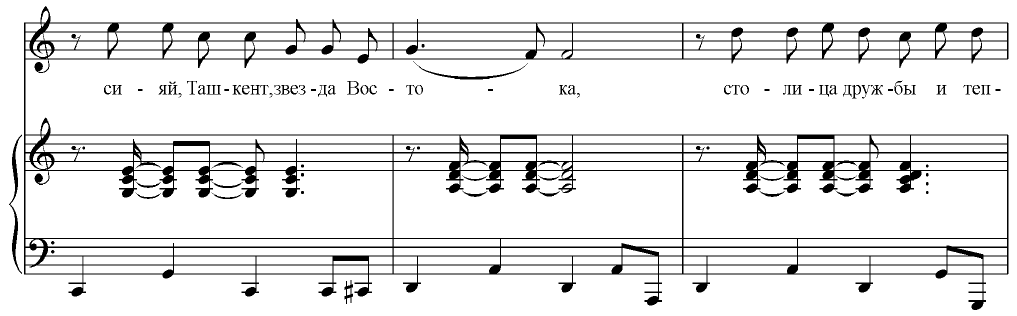 си - яй, Таш - кент, звез - да Вос - то - ка, сто - ли - ца друж - бы и теп -